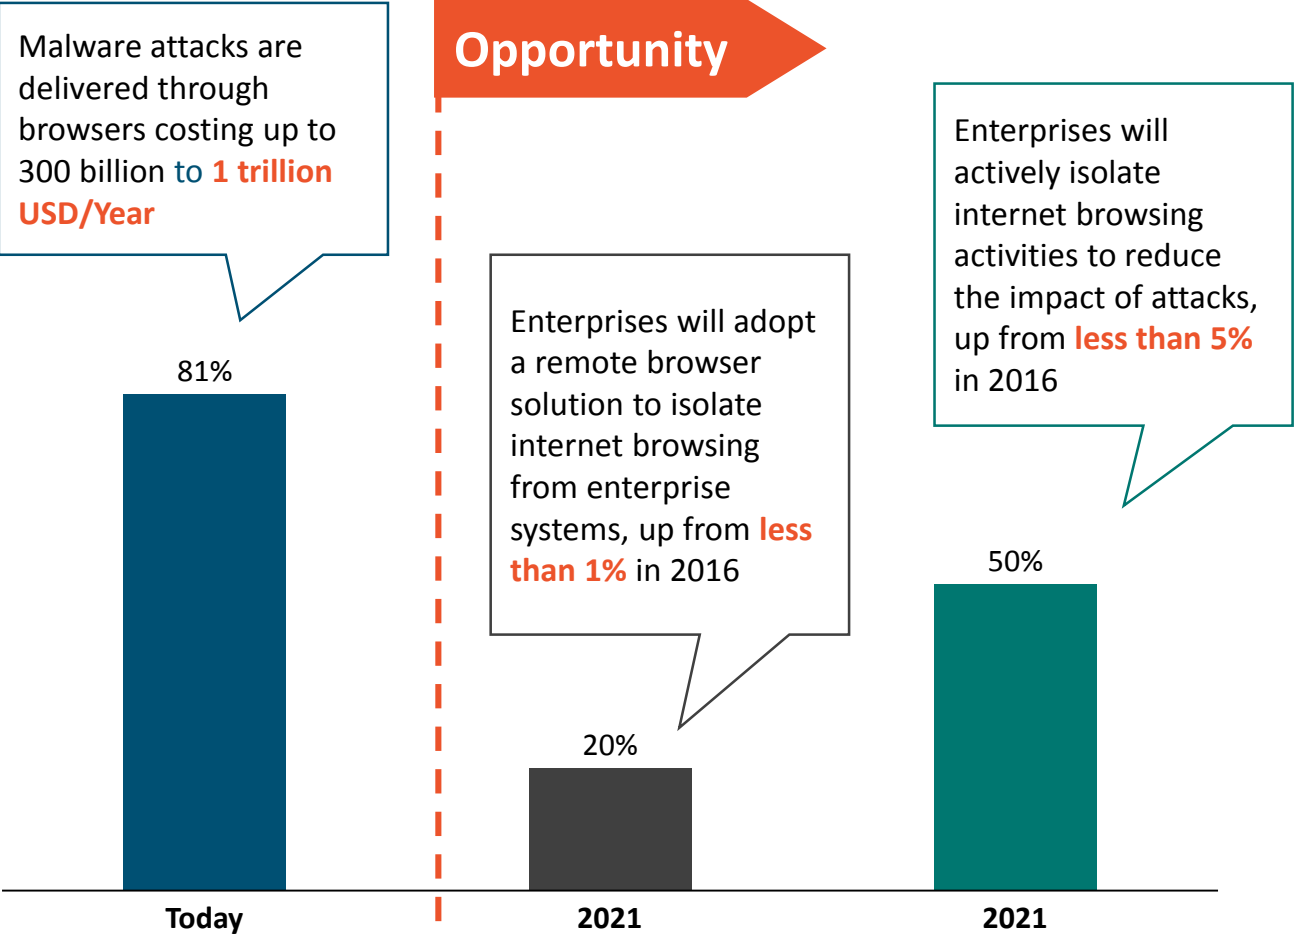 Malware attacks are
delivered through
browsers costing up to
300 billion to 1 trillion
USD/Year
81%
Today
Opportunity
Enterprises will adopt
a remote browser
solution to isolate
internet browsing
from enterprise
systems, up from less
than 1% in 2016
20%
2021
Enterprises will
actively isolate
internet browsing
activities to reduce
the impact of attacks,
up from less than 5%
in 2016
50%
2021